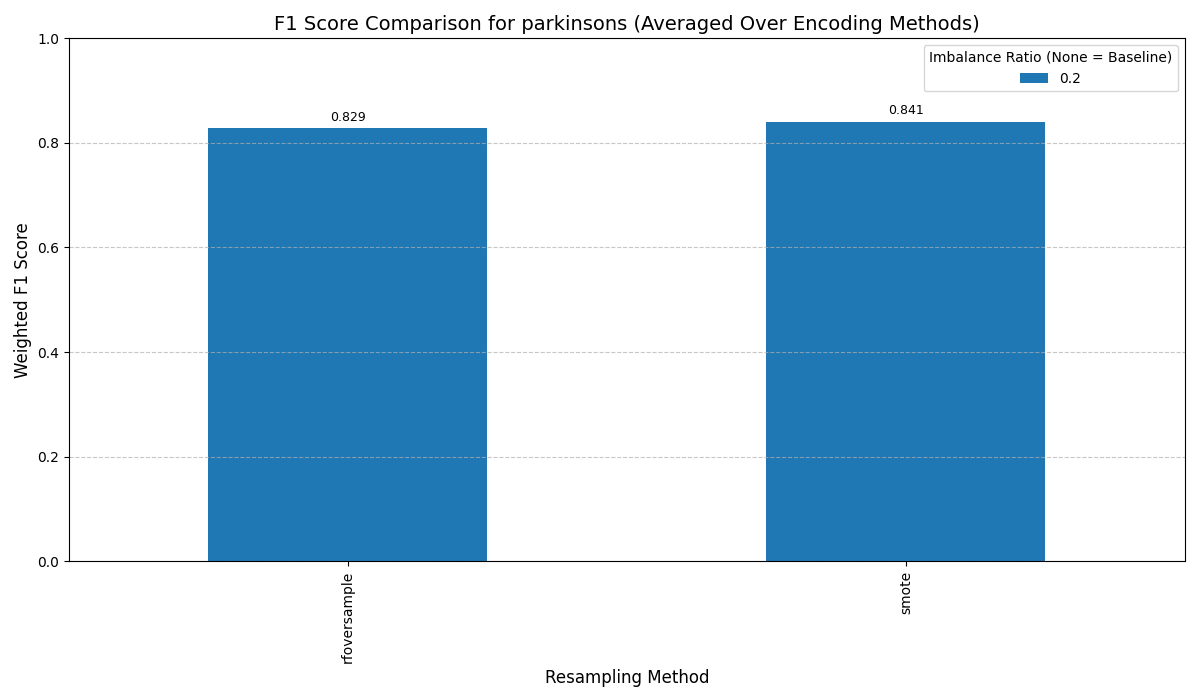 F1 Score Comparison for parkinsons (Averaged Over Encoding Methods)
Imbalance Ratio (None = Baseline)
0.2
Weighted F1 Score
1.0
0.8
0.6
0.4
0.2
0.0
0.829
0.841
rfoversample
smote
Resampling Method